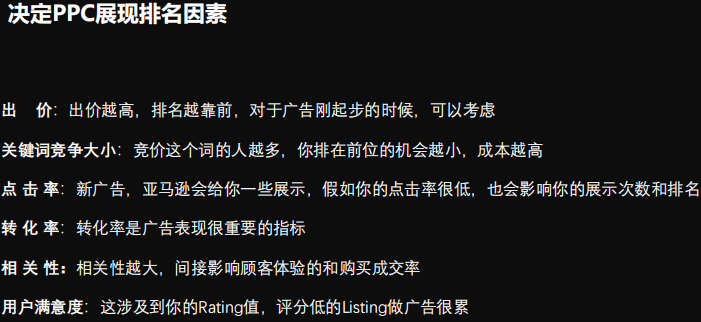 决定PPC展现排名因素
出 价：出价越高，排名越靠前，对于广告刚起步的时候，可以考虑
关键词竞争大小：竞价这个词的人越多，你排在前位的机会越小，成本越高
点 击 率：新广告，亚马逊会给你一些展示，假如你的点击率很低，也会影响你的展示次数和排名
转 化 率：转化率是广告表现很重要的指标
相 关 性：相关性越大，间接影响顾客体验的和购买成交率
用户满意度：这涉及到你的Rating值，评分低的Listing做广告很累